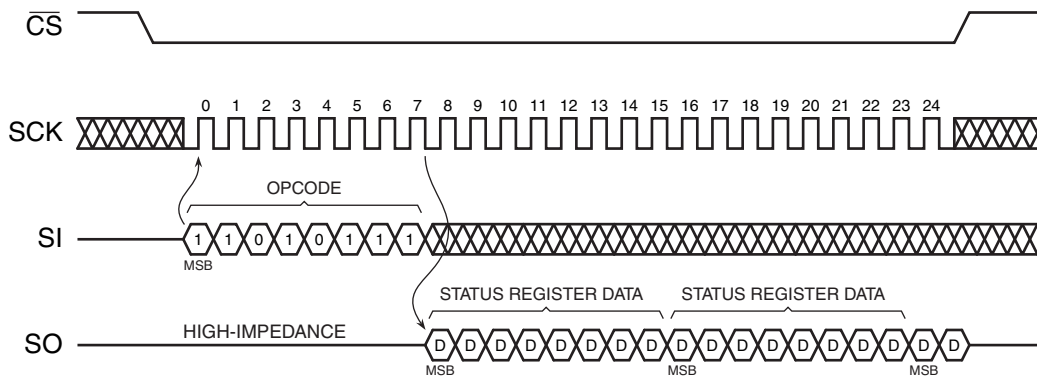 CS
0 1 2 3 4 5 6 7 8 9 10 11 12 13 14 15 16 17 18 19 20 21 22 23 24
SCK
OPCODE
SI 1 1 0 1 0 1 1 1
MSB
STATUS REGISTER DATA STATUS REGISTER DATA
HIGH-IMPEDANCE
SO D D D D D D D D D D D D D D D D D D
MSB MSB MSB